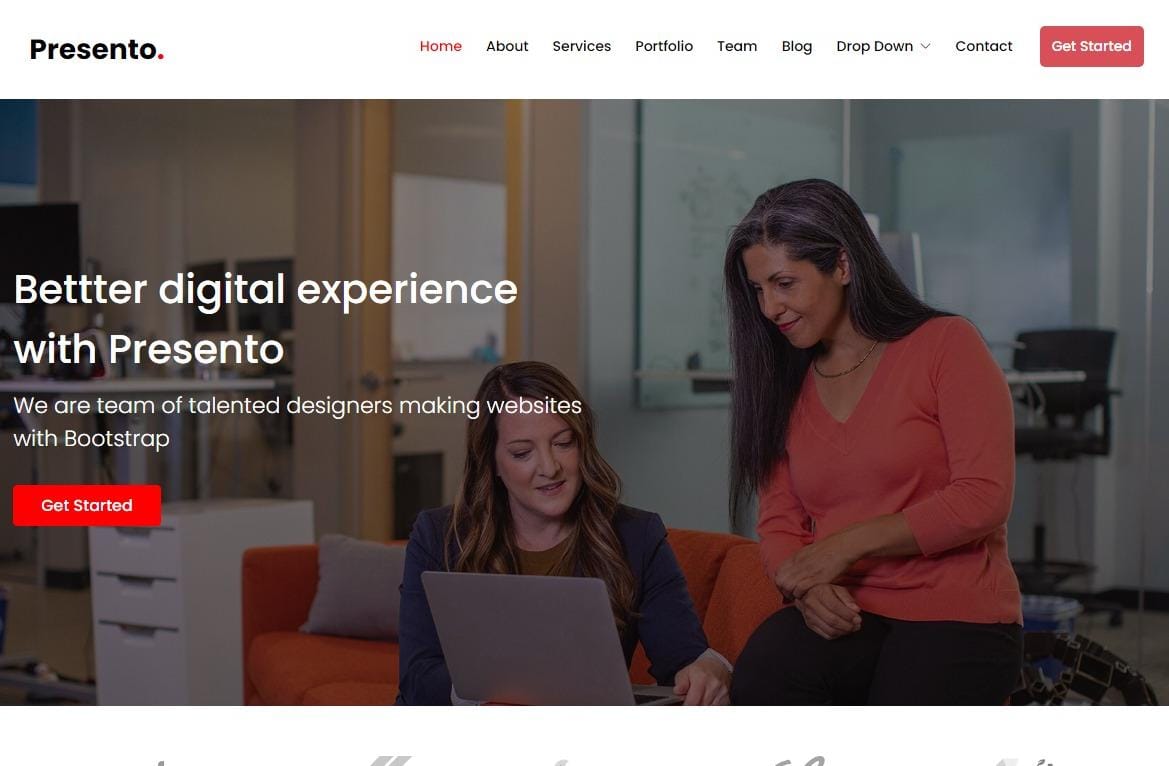 Presento.
Home About Services Portfolio Team Blog Drop Down Contact Get Started
Bettter digital experience
with Presento
We are team of talented designers making websites
with Bootstrap
Get Started